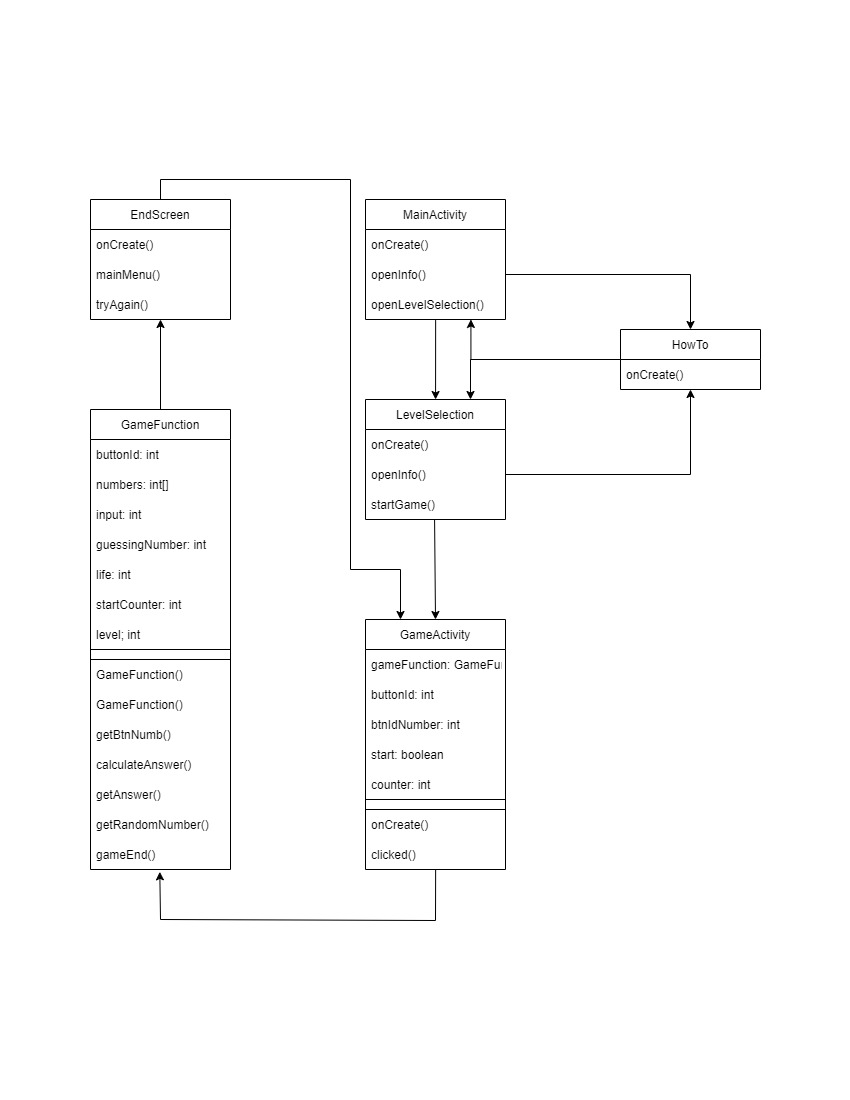 EndScreen
onCreate()
mainMenu()
tryAgain()
MainActivity
onCreate()
openInfo()
openLevelSelection()
HowTo
onCreate()
GameFunction
buttonId: int
numbers: int[]
input: int
guessingNumber: int
life: int
startCounter: int
level; int
GameFunction()
GameFunction()
getBtnNumb()
calculateAnswer()
getAnswer()
getRandomNumber()
gameEnd()
LevelSelection
onCreate()
openInfo()
startGame()
GameActivity
gameFunction: GameFu
buttonId: int
btnIdNumber: int
start: boolean
counter: int
onCreate()
clicked()